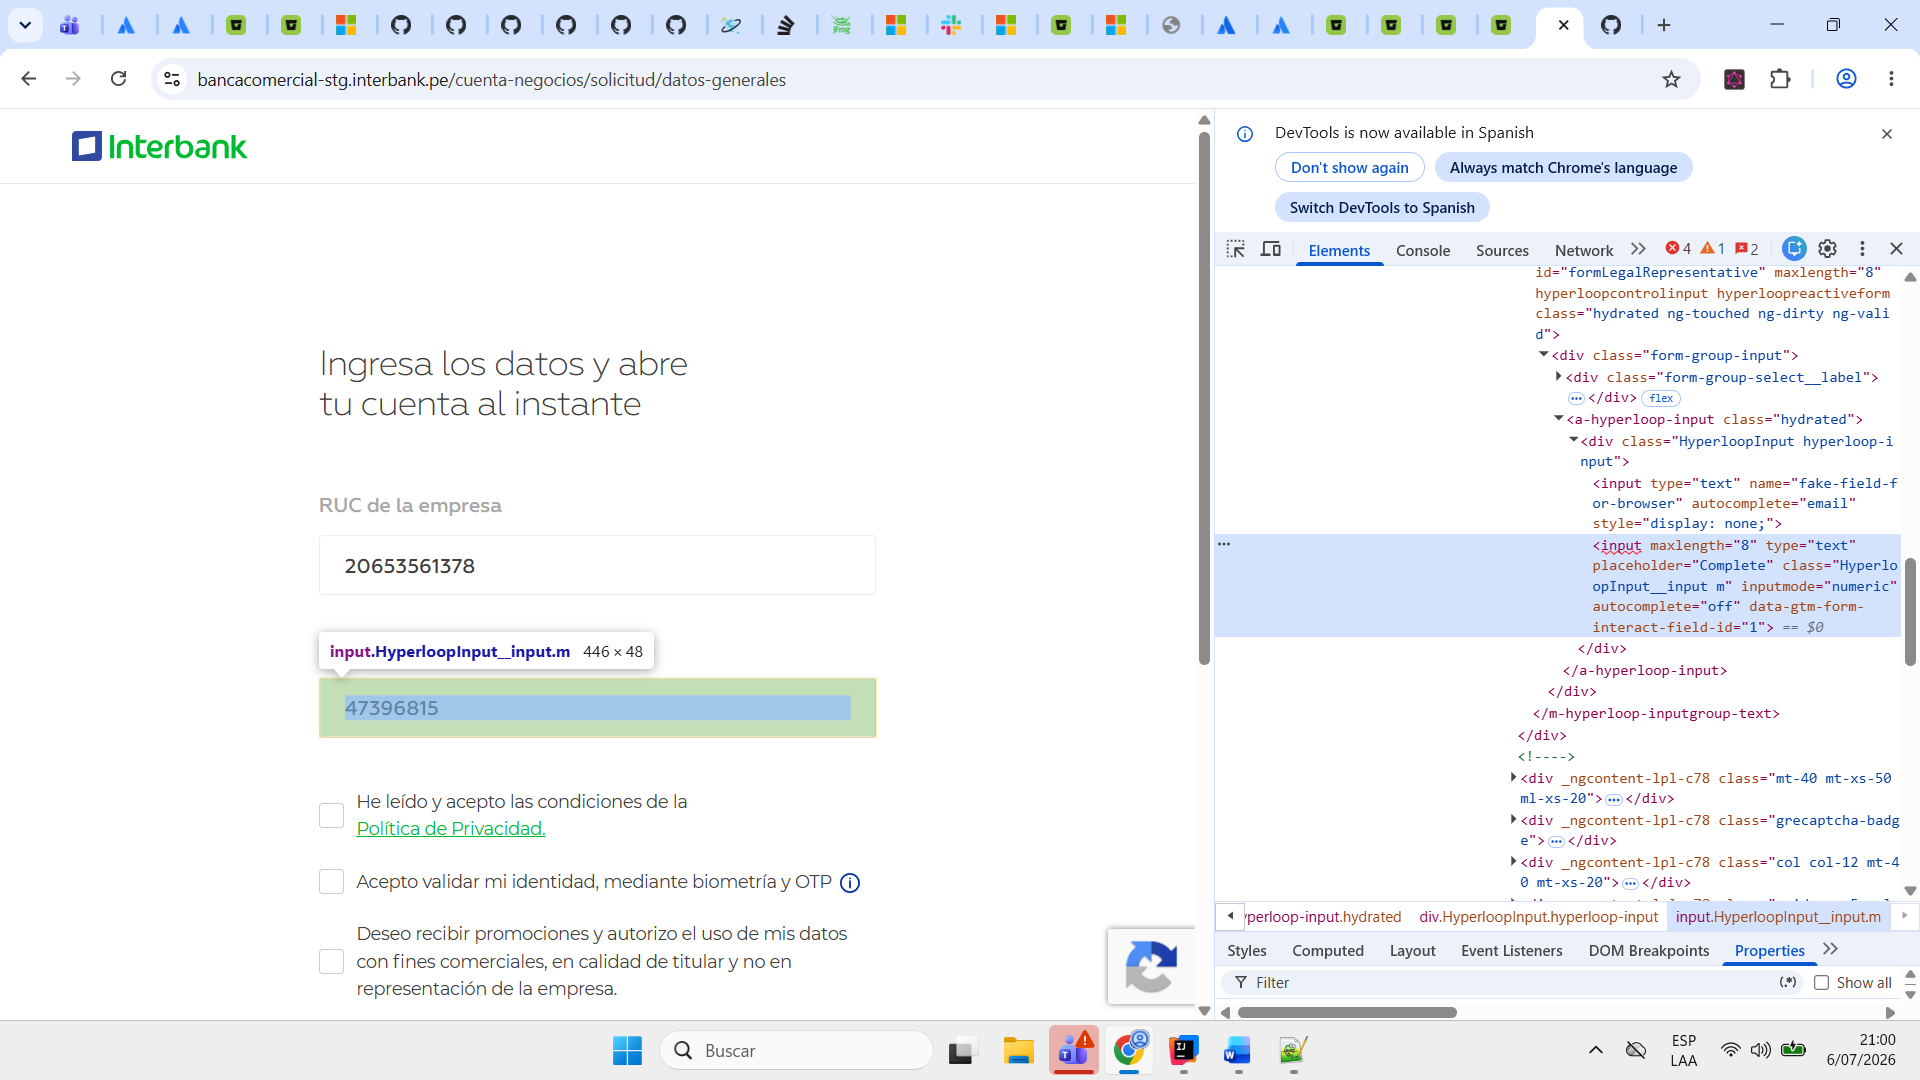 bancacomercial-stg.interbank.pe/cuenta-negocios/solicitud/datos-generales
Interbank
Ingresa los datos y abre
tu cuenta al instante
RUC de la empresa
20653561378
input.HyperloopInput__input.m 446 × 48
47396815
He leído y acepto las condiciones de la
Política de Privacidad.
Acepto validar mi identidad, mediante biometría y OTP
Deseo recibir promociones y autorizo el uso de mis datos
con fines comerciales, en calidad de titular y no en
representación de la empresa.
DevTools is now available in Spanish
Don't show again
Always match Chrome's language
Switch DevTools to Spanish
Elements Console Sources Network 4 1 2
id="formLegalRepresentative" maxlength="8"
hyperloopcontrolinput hyperloopreactiveform
class="hydrated ng-touched ng-dirty ng-vali
d">
<div class="form-group-input">
<div class="form-group-select__label">
</div> flex
<a-hyperloop-input class="hydrated">
<div class="HyperloopInput hyperloop-i
nput">
<input type="text" name="fake-field-f
or-browser" autocomplete="email"
style="display: none;">
<input maxlength="8" type="text"
placeholder="Complete" class="Hyperlo
opInput__input m" inputmode="numeric"
autocomplete="off" data-gtm-form-
interact-field-id="1"> == $0
</div>
</a-hyperloop-input>
</div>
</m-hyperloop-inputgroup-text>
</div>
<!---->
<div _ngcontent-lpl-c78 class="mt-40 mt-xs-50
ml-xs-20"> </div>
<div _ngcontent-lpl-c78 class="grecaptcha-badg
e"> </div>
<div _ngcontent-lpl-c78 class="col col-12 mt-4
0 mt-xs-20"> </div>
yperloop-input.hydrated div.HyperloopInput.hyperloop-input input.HyperloopInput__input.m
Styles Computed Layout Event Listeners DOM Breakpoints Properties
Filter (.*) Show all
Buscar
ESP
LAA
21:00
6/07/2026